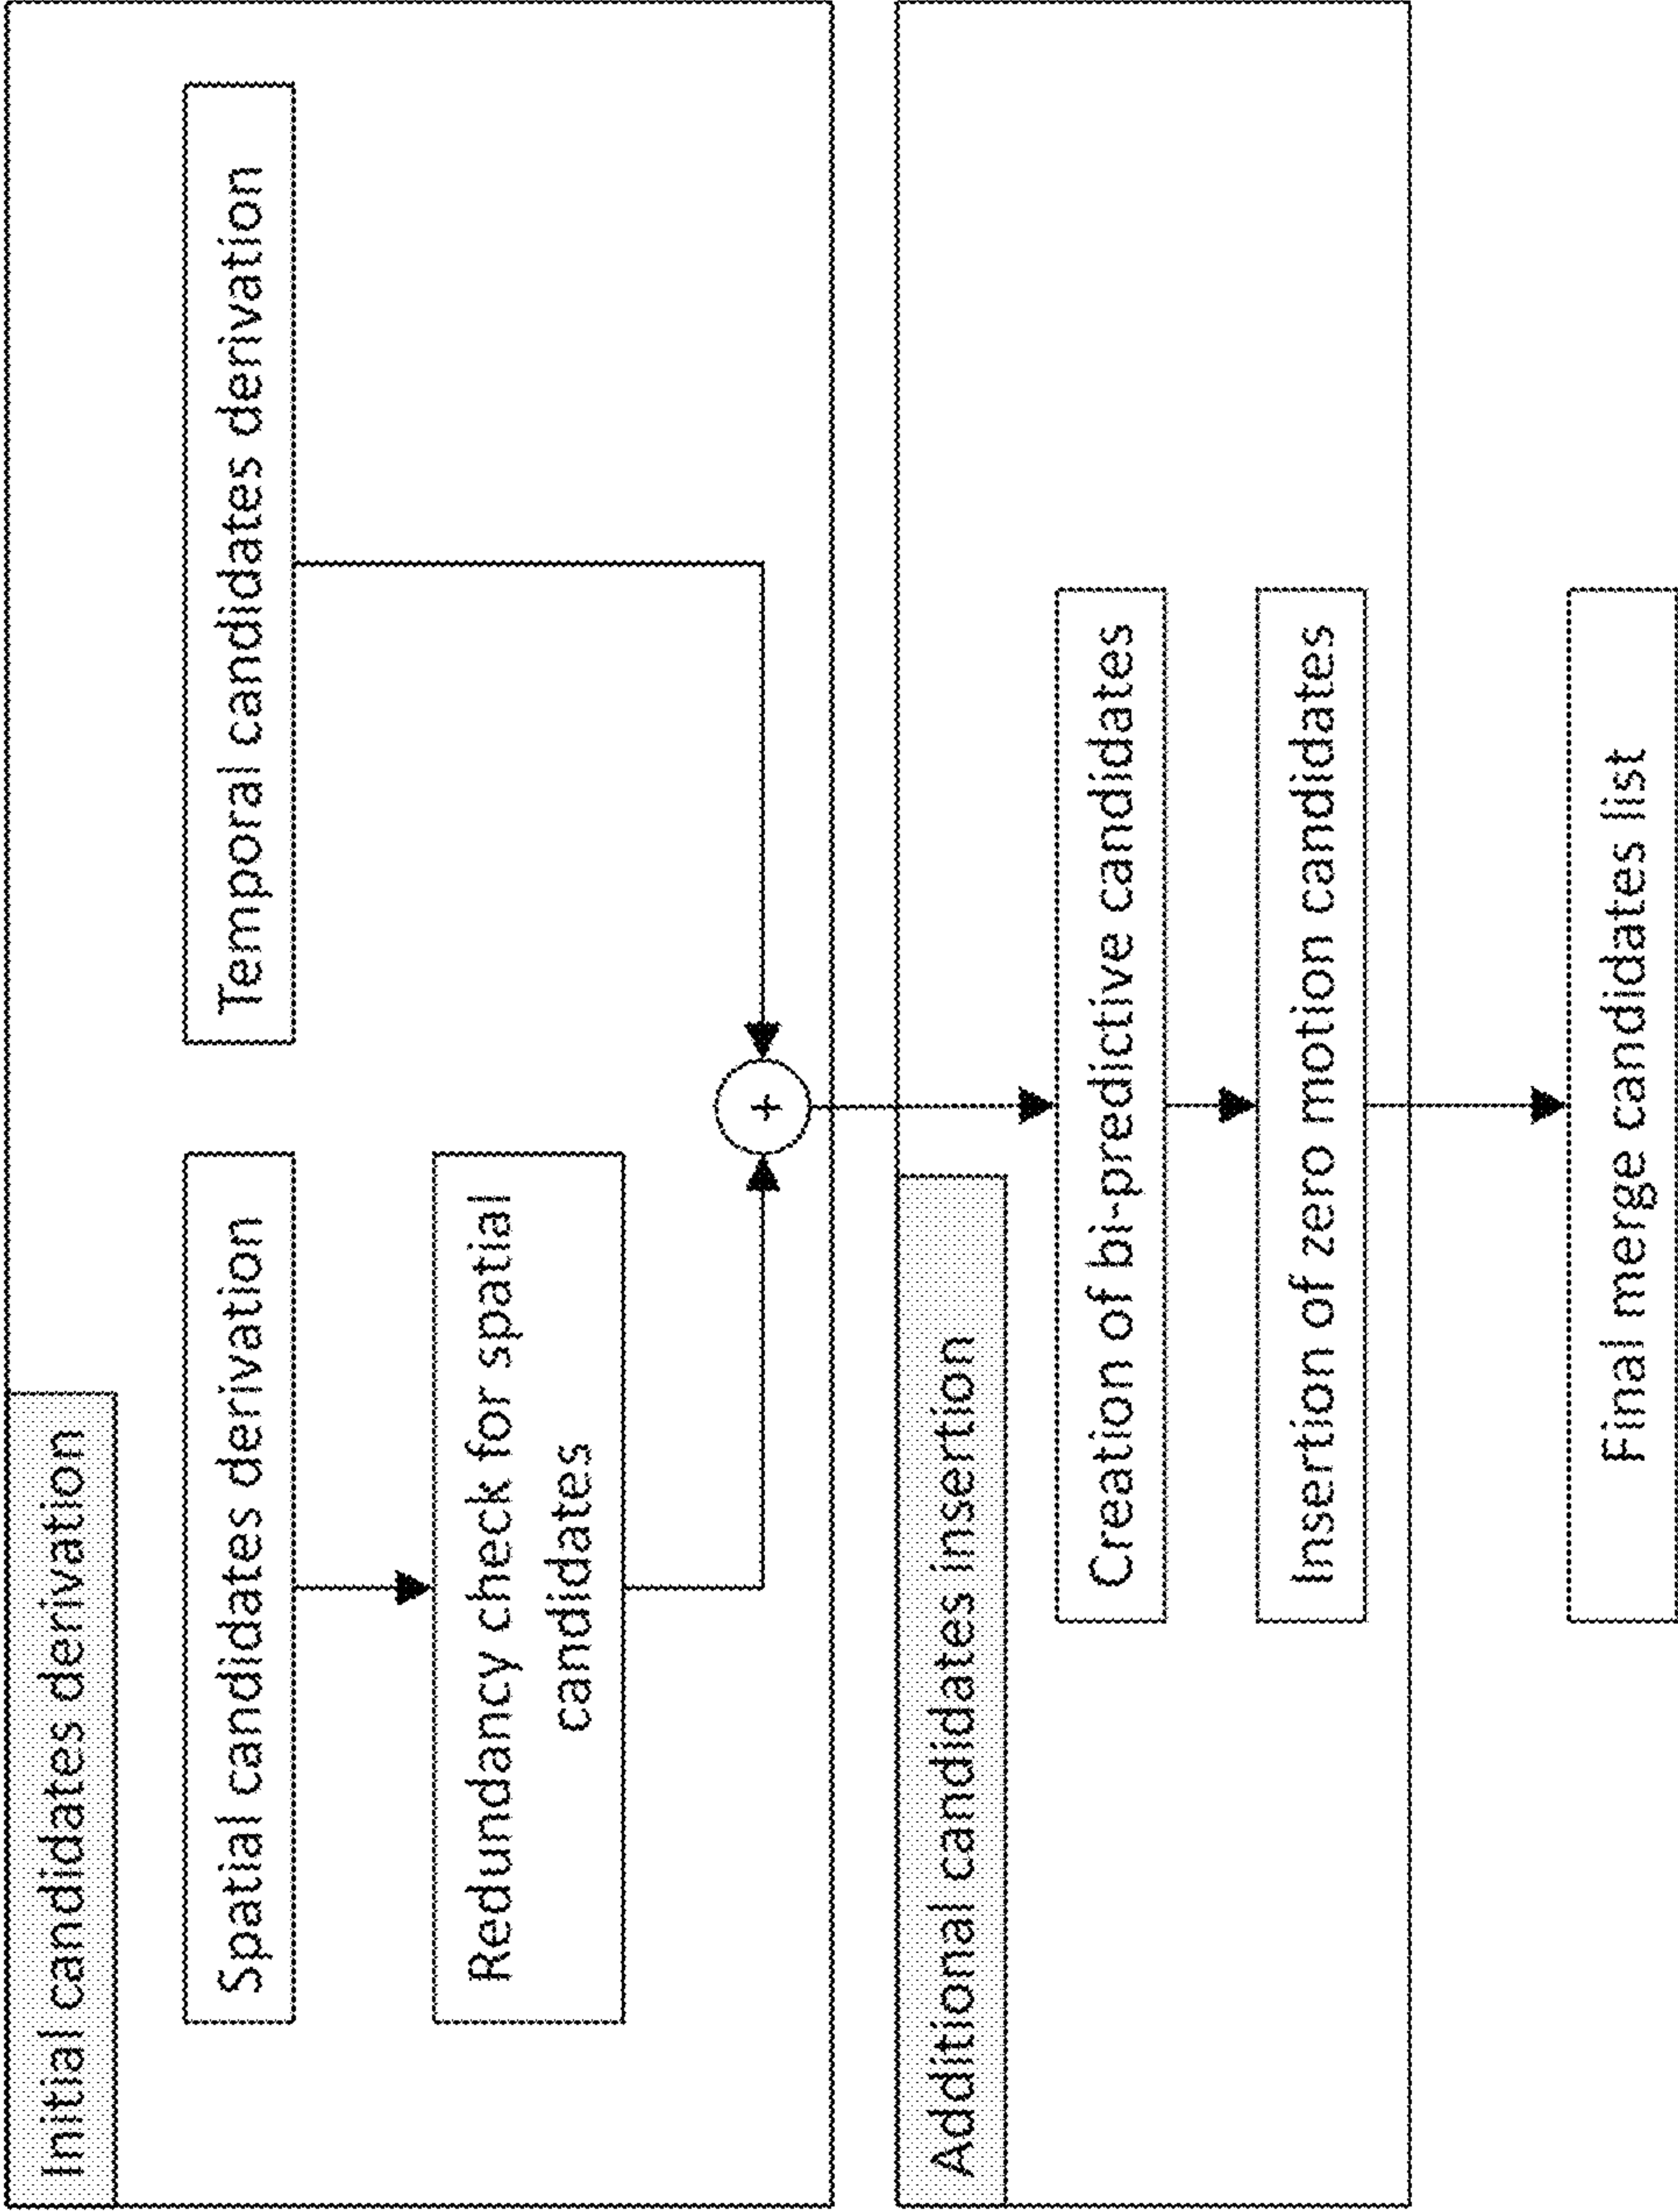 Initial candidates derivation
Spatial candidates derivation
Temporal candidates derivation
Redundancy check for spatial
candidates
+
Additional candidates insertion
Creation of bi-predictive candidates
Insertion of zero motion candidates
Final merge candidates list